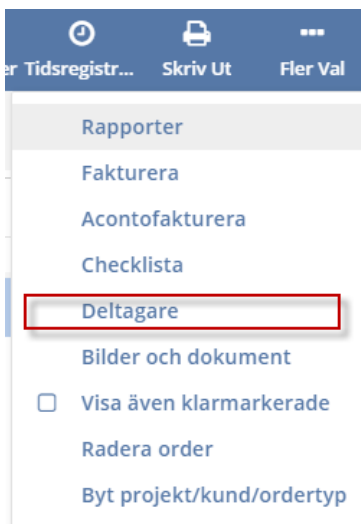 er Tidsregistr... Skriv Ut Fler Val
Rapporter
Fakturera
Acontofakturera
Checklista
Deltagare
Bilder och dokument
Visa även klarmarkerade
Radera order
Byt projekt/kund/ordertyp